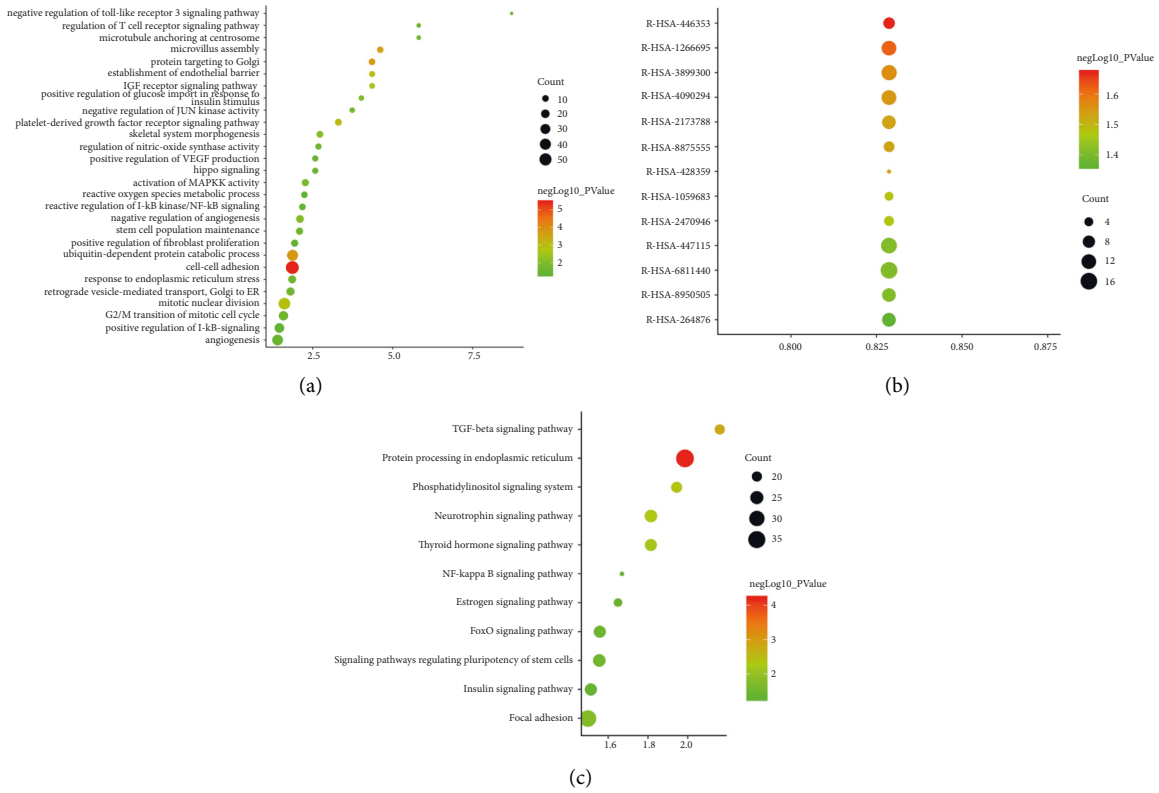 negative regulation of toll-like receptor 3 signaling pathway
regulation of T cell receptor signaling pathway
microtubule anchoring at centrosome
microvillus assembly
protein targeting to Golgi
establishment of endothelial barrier
IGF receptor signaling pathway
positive regulation of glucose import in response to
insulin stimulus
negative regulation of JUN kinase activity
platelet-derived growth factor receptor signaling pathway
skeletal system morphogenesis
regulation of nitric-oxide synthase activity
positive regulation of VEGF production
hippo signaling
activation of MAPKK activity
reactive oxygen species metabolic process
reactive regulation of I-kB kinase/NF-kB signaling
nagative regulation of angiogenesis
stem cell population maintenance
positive regulation of fibroblast proliferation
ubiquitin-dependent protein catabolic process
cell-cell adhesion
response to endoplasmic reticulum stress
retrograde vesicle-mediated transport, Golgi to ER
mitotic nuclear division
G2/M transition of mitotic cell cycle
positive regulation of I-kB-signaling
angiogenesis
2.5 5.0 7.5
Count
10
20
30
40
50
negLog10_PValue
5
4
3
2
(a)
R-HSA-446353
R-HSA-1266695
R-HSA-3899300
R-HSA-4090294
R-HSA-2173788
R-HSA-8875555
R-HSA-428359
R-HSA-1059683
R-HSA-2470946
R-HSA-447115
R-HSA-6811440
R-HSA-8950505
R-HSA-264876
0.800 0.825 0.850 0.875
negLog10_PValue
1.6
1.4
Count
4
8
12
16
(b)
TGF-beta signaling pathway
Protein processing in endoplasmic reticulum
Phosphatidylinositol signaling system
Neurotrophin signaling pathway
Thyroid hormone signaling pathway
NF-kappa B signaling pathway
Estrogen signaling pathway
FoxO signaling pathway
Signaling pathways regulating pluripotency of stem cells
Insulin signaling pathway
Focal adhesion
1.6 1.8 2.0
Count
20
25
30
35
negLog10_PValue
4
3
2
(c)